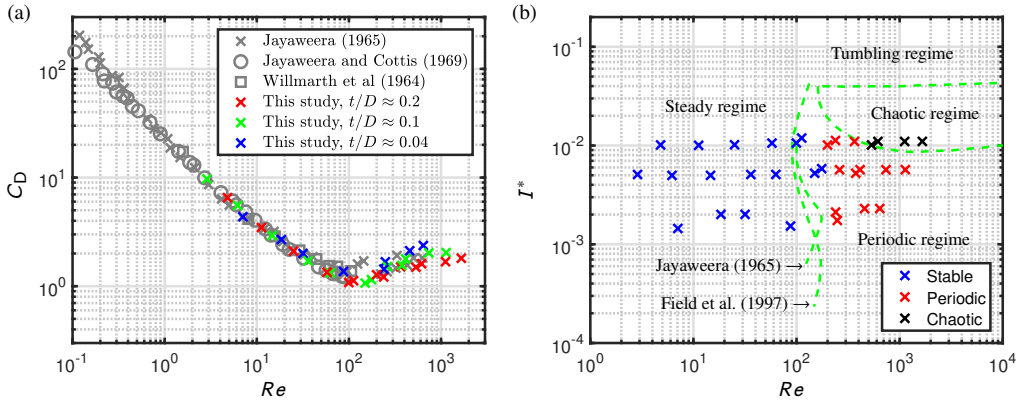 (a)
Jayaweera (1965)
Jayaweera and Cottis (1969)
Willmarth et al (1964)
This study, t/D ≈ 0.2
This study, t/D ≈ 0.1
This study, t/D ≈ 0.04
10^2
10^1
10^0
C_D
10^-1
10^0
10^1
10^2
10^3
Re
(b)
Tumbling regime
Steady regime
Chaotic regime
Periodic regime
Jayaweera (1965) →
Field et al. (1997) →
Stable
Periodic
Chaotic
10^-1
10^-2
10^-3
10^-4
I*
10^0
10^1
10^2
10^3
10^4
Re